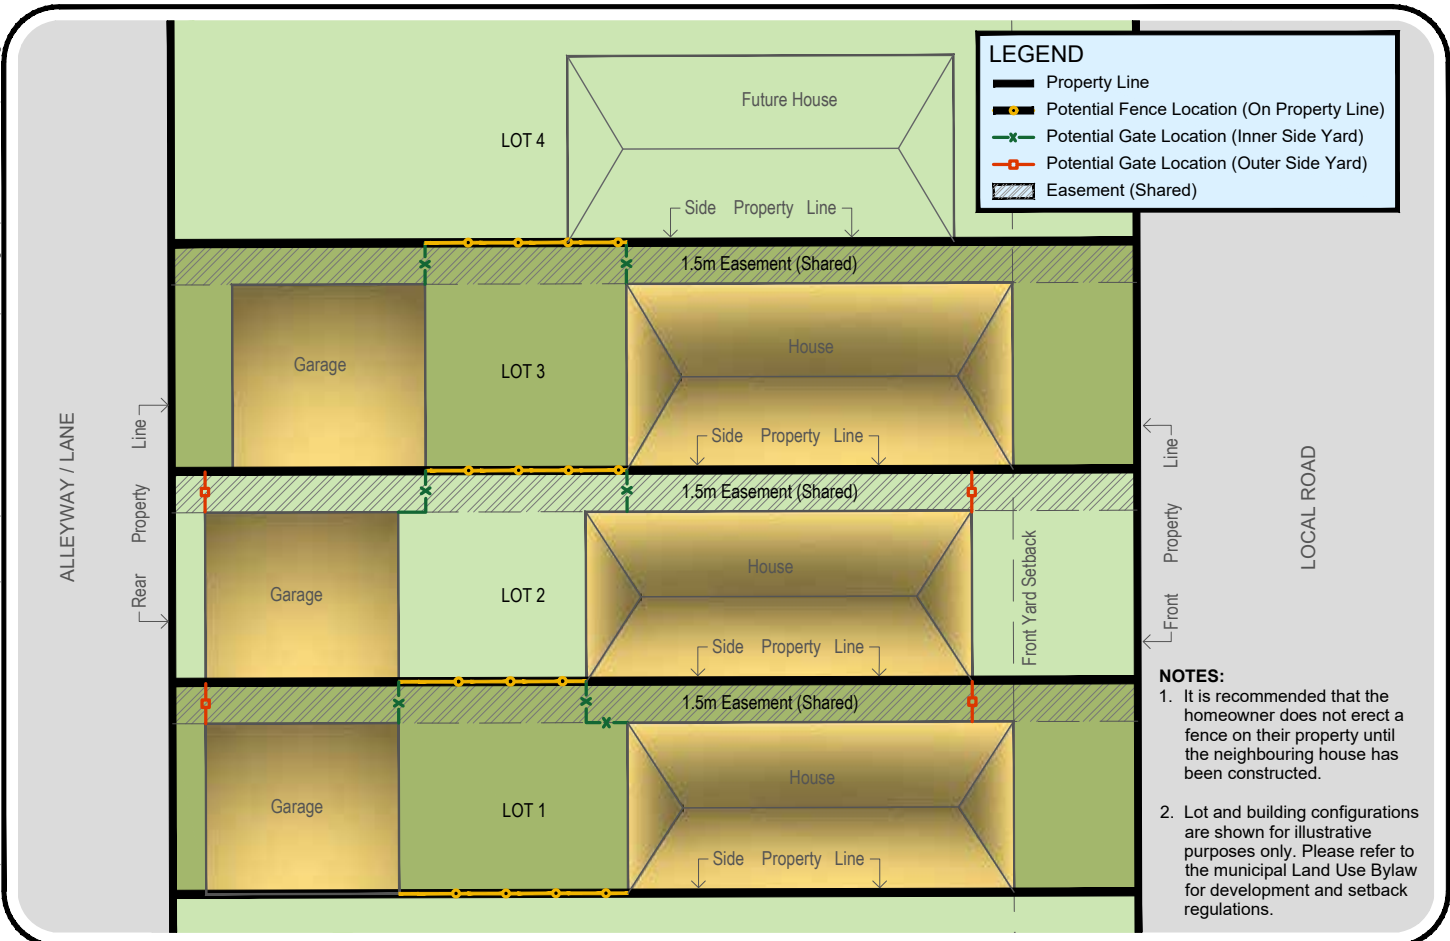 LEGEND
Property Line
Potential Fence Location (On Property Line)
Potential Gate Location (Inner Side Yard)
Potential Gate Location (Outer Side Yard)
Easement (Shared)
Future House
LOT 4
Side Property Line
1.5m Easement (Shared)
Garage
LOT 3
House
Side Property Line
1.5m Easement (Shared)
Garage
LOT 2
House
Side Property Line
1.5m Easement (Shared)
Garage
LOT 1
House
Side Property Line
ALLEYWAY / LANE
Rear Property Line
Front Yard Setback
Front Property Line
LOCAL ROAD
NOTES:
1. It is recommended that the
homeowner does not erect a
fence on their property until
the neighbouring house has
been constructed.
2. Lot and building configurations
are shown for illustrative
purposes only. Please refer to
the municipal Land Use Bylaw
for development and setback
regulations.